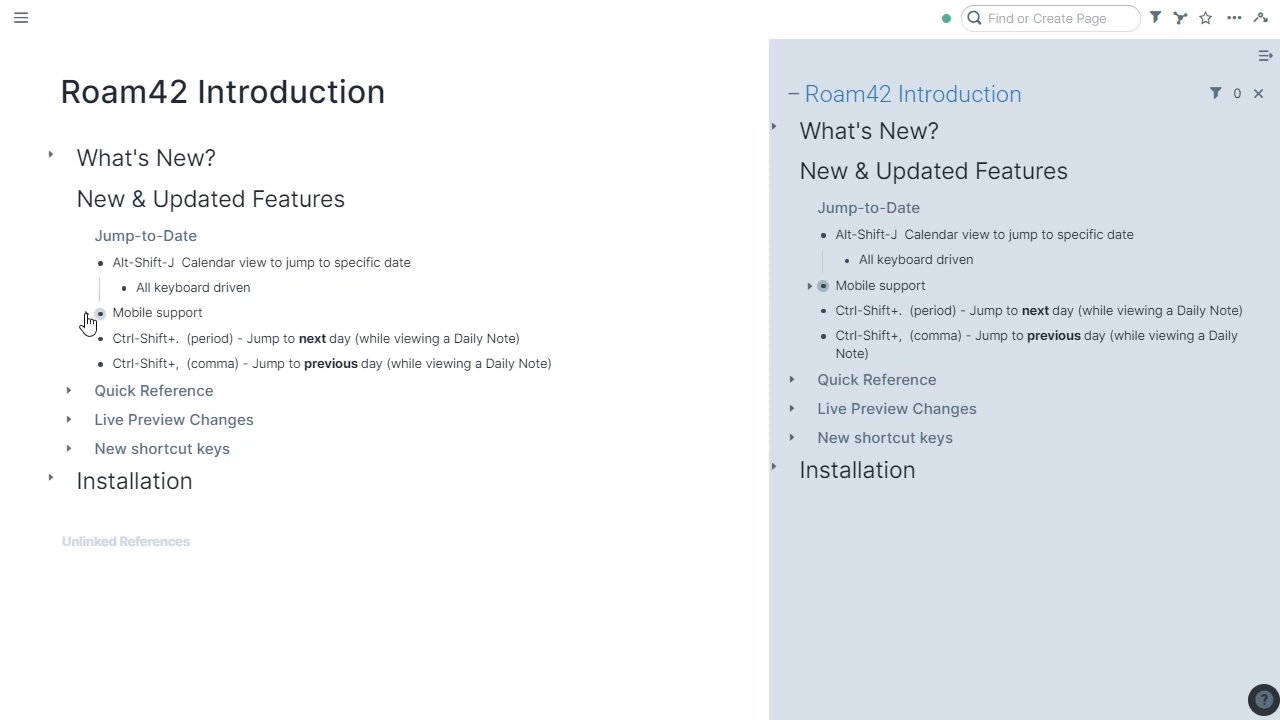 Find or Create Page
Roam42 Introduction
What's New?
New & Updated Features
Jump-to-Date
Alt-Shift-J  Calendar view to jump to specific date
All keyboard driven
Mobile support
Ctrl-Shift+.  (period) - Jump to next day (while viewing a Daily Note)
Ctrl-Shift+,  (comma) - Jump to previous day (while viewing a Daily Note)
Quick Reference
Live Preview Changes
New shortcut keys
Installation
Unlinked References
Roam42 Introduction
0
What's New?
New & Updated Features
Jump-to-Date
Alt-Shift-J  Calendar view to jump to specific date
All keyboard driven
Mobile support
Ctrl-Shift+.  (period) - Jump to next day (while viewing a Daily Note)
Ctrl-Shift+,  (comma) - Jump to previous day (while viewing a Daily
Note)
Quick Reference
Live Preview Changes
New shortcut keys
Installation
?